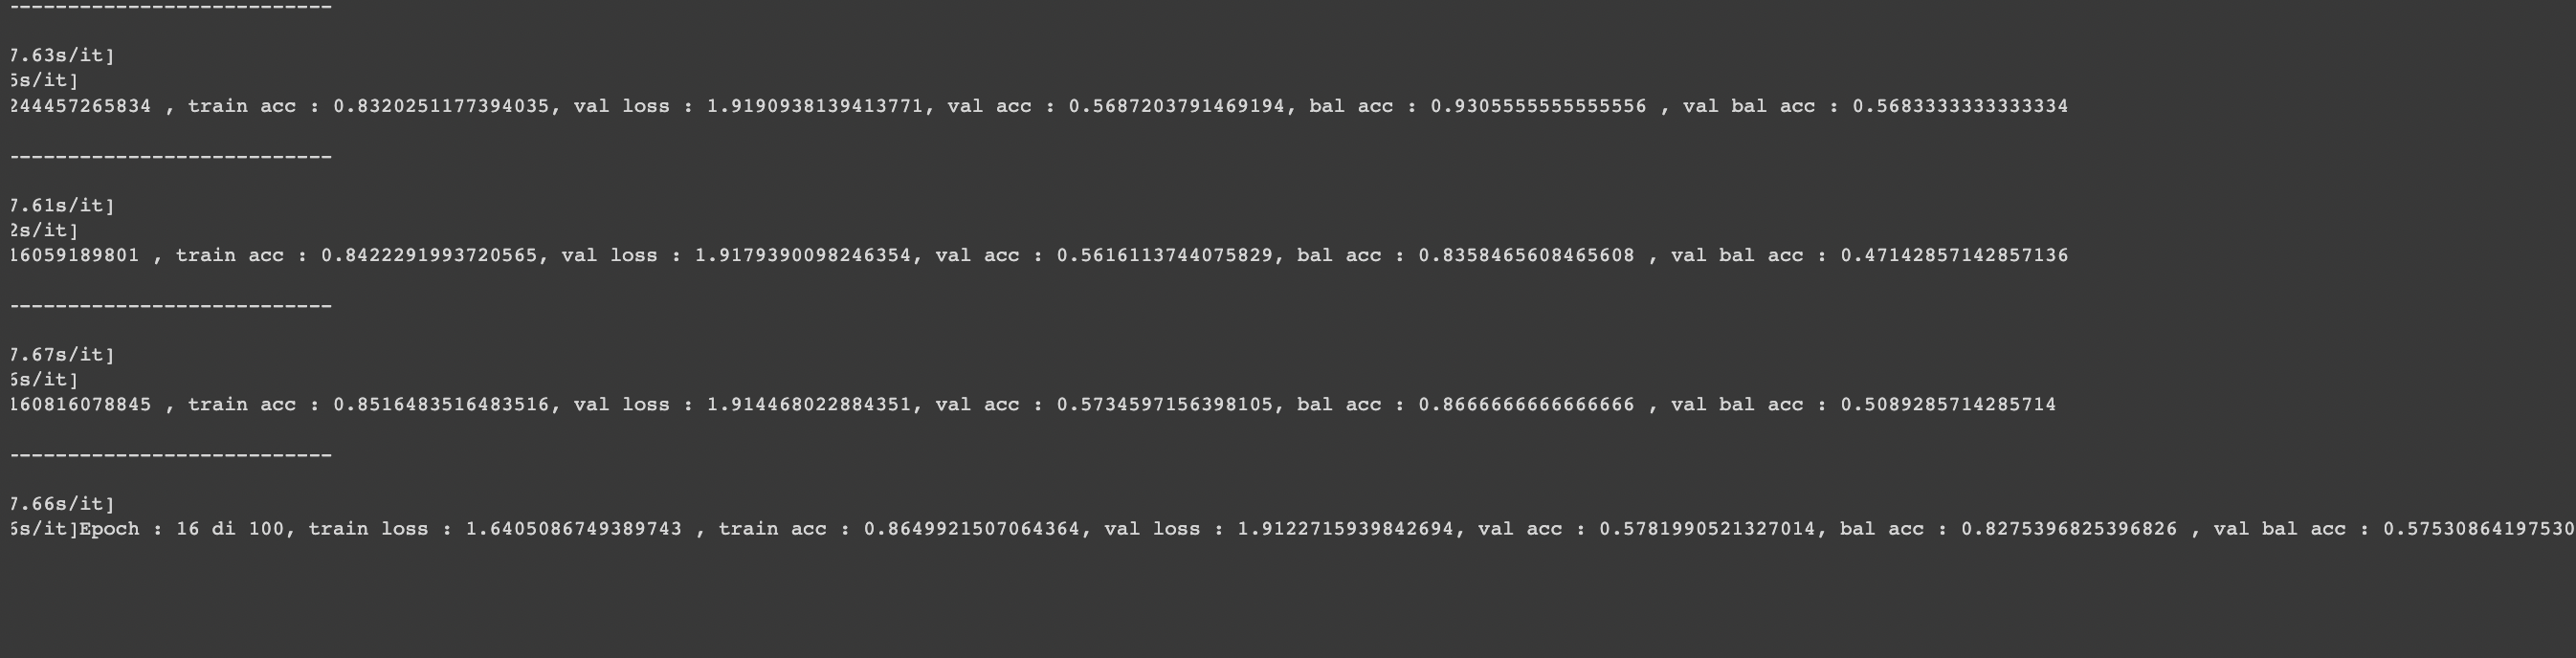 ---------------------------
7.63s/it]
s/it]
244457265834 , train acc : 0.8320251177394035, val loss : 1.9190938139413771, val acc : 0.5687203791469194, bal acc : 0.9305555555555556 , val bal acc : 0.5683333333333334
---------------------------
7.61s/it]
2s/it]
16059189801 , train acc : 0.8422291993720565, val loss : 1.9179390098246354, val acc : 0.5616113744075829, bal acc : 0.8358465608465608 , val bal acc : 0.47142857142857136
---------------------------
7.67s/it]
s/it]
160816078845 , train acc : 0.8516483516483516, val loss : 1.914468022884351, val acc : 0.5734597156398105, bal acc : 0.8666666666666666 , val bal acc : 0.5089285714285714
---------------------------
7.66s/it]
s/it]Epoch : 16 di 100, train loss : 1.6405086749389743 , train acc : 0.8649921507064364, val loss : 1.9122715939842694, val acc : 0.5781990521327014, bal acc : 0.8275396825396826 , val bal acc : 0.57530864197530